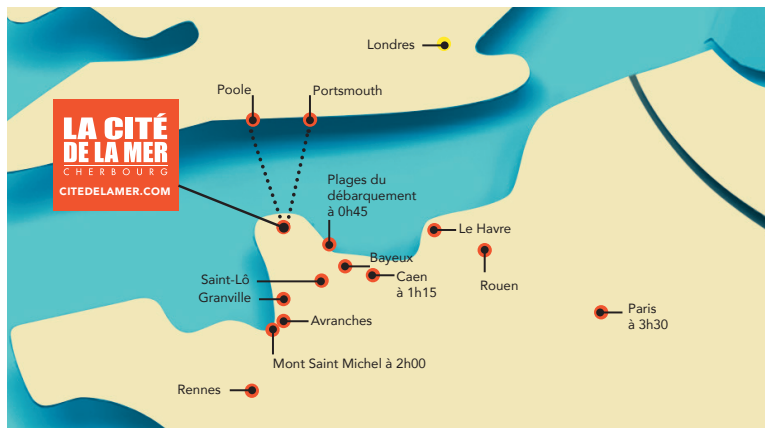 Londres
Poole
Portsmouth
LA CITÉ
DE LA MER
CHERBOURG
CITEDELAMER.COM
Plages du
débarquement
à 0h45
Le Havre
Bayeux
Caen
à 1h15
Rouen
Saint-Lô
Granville
Avranches
Paris
à 3h30
Mont Saint Michel à 2h00
Rennes